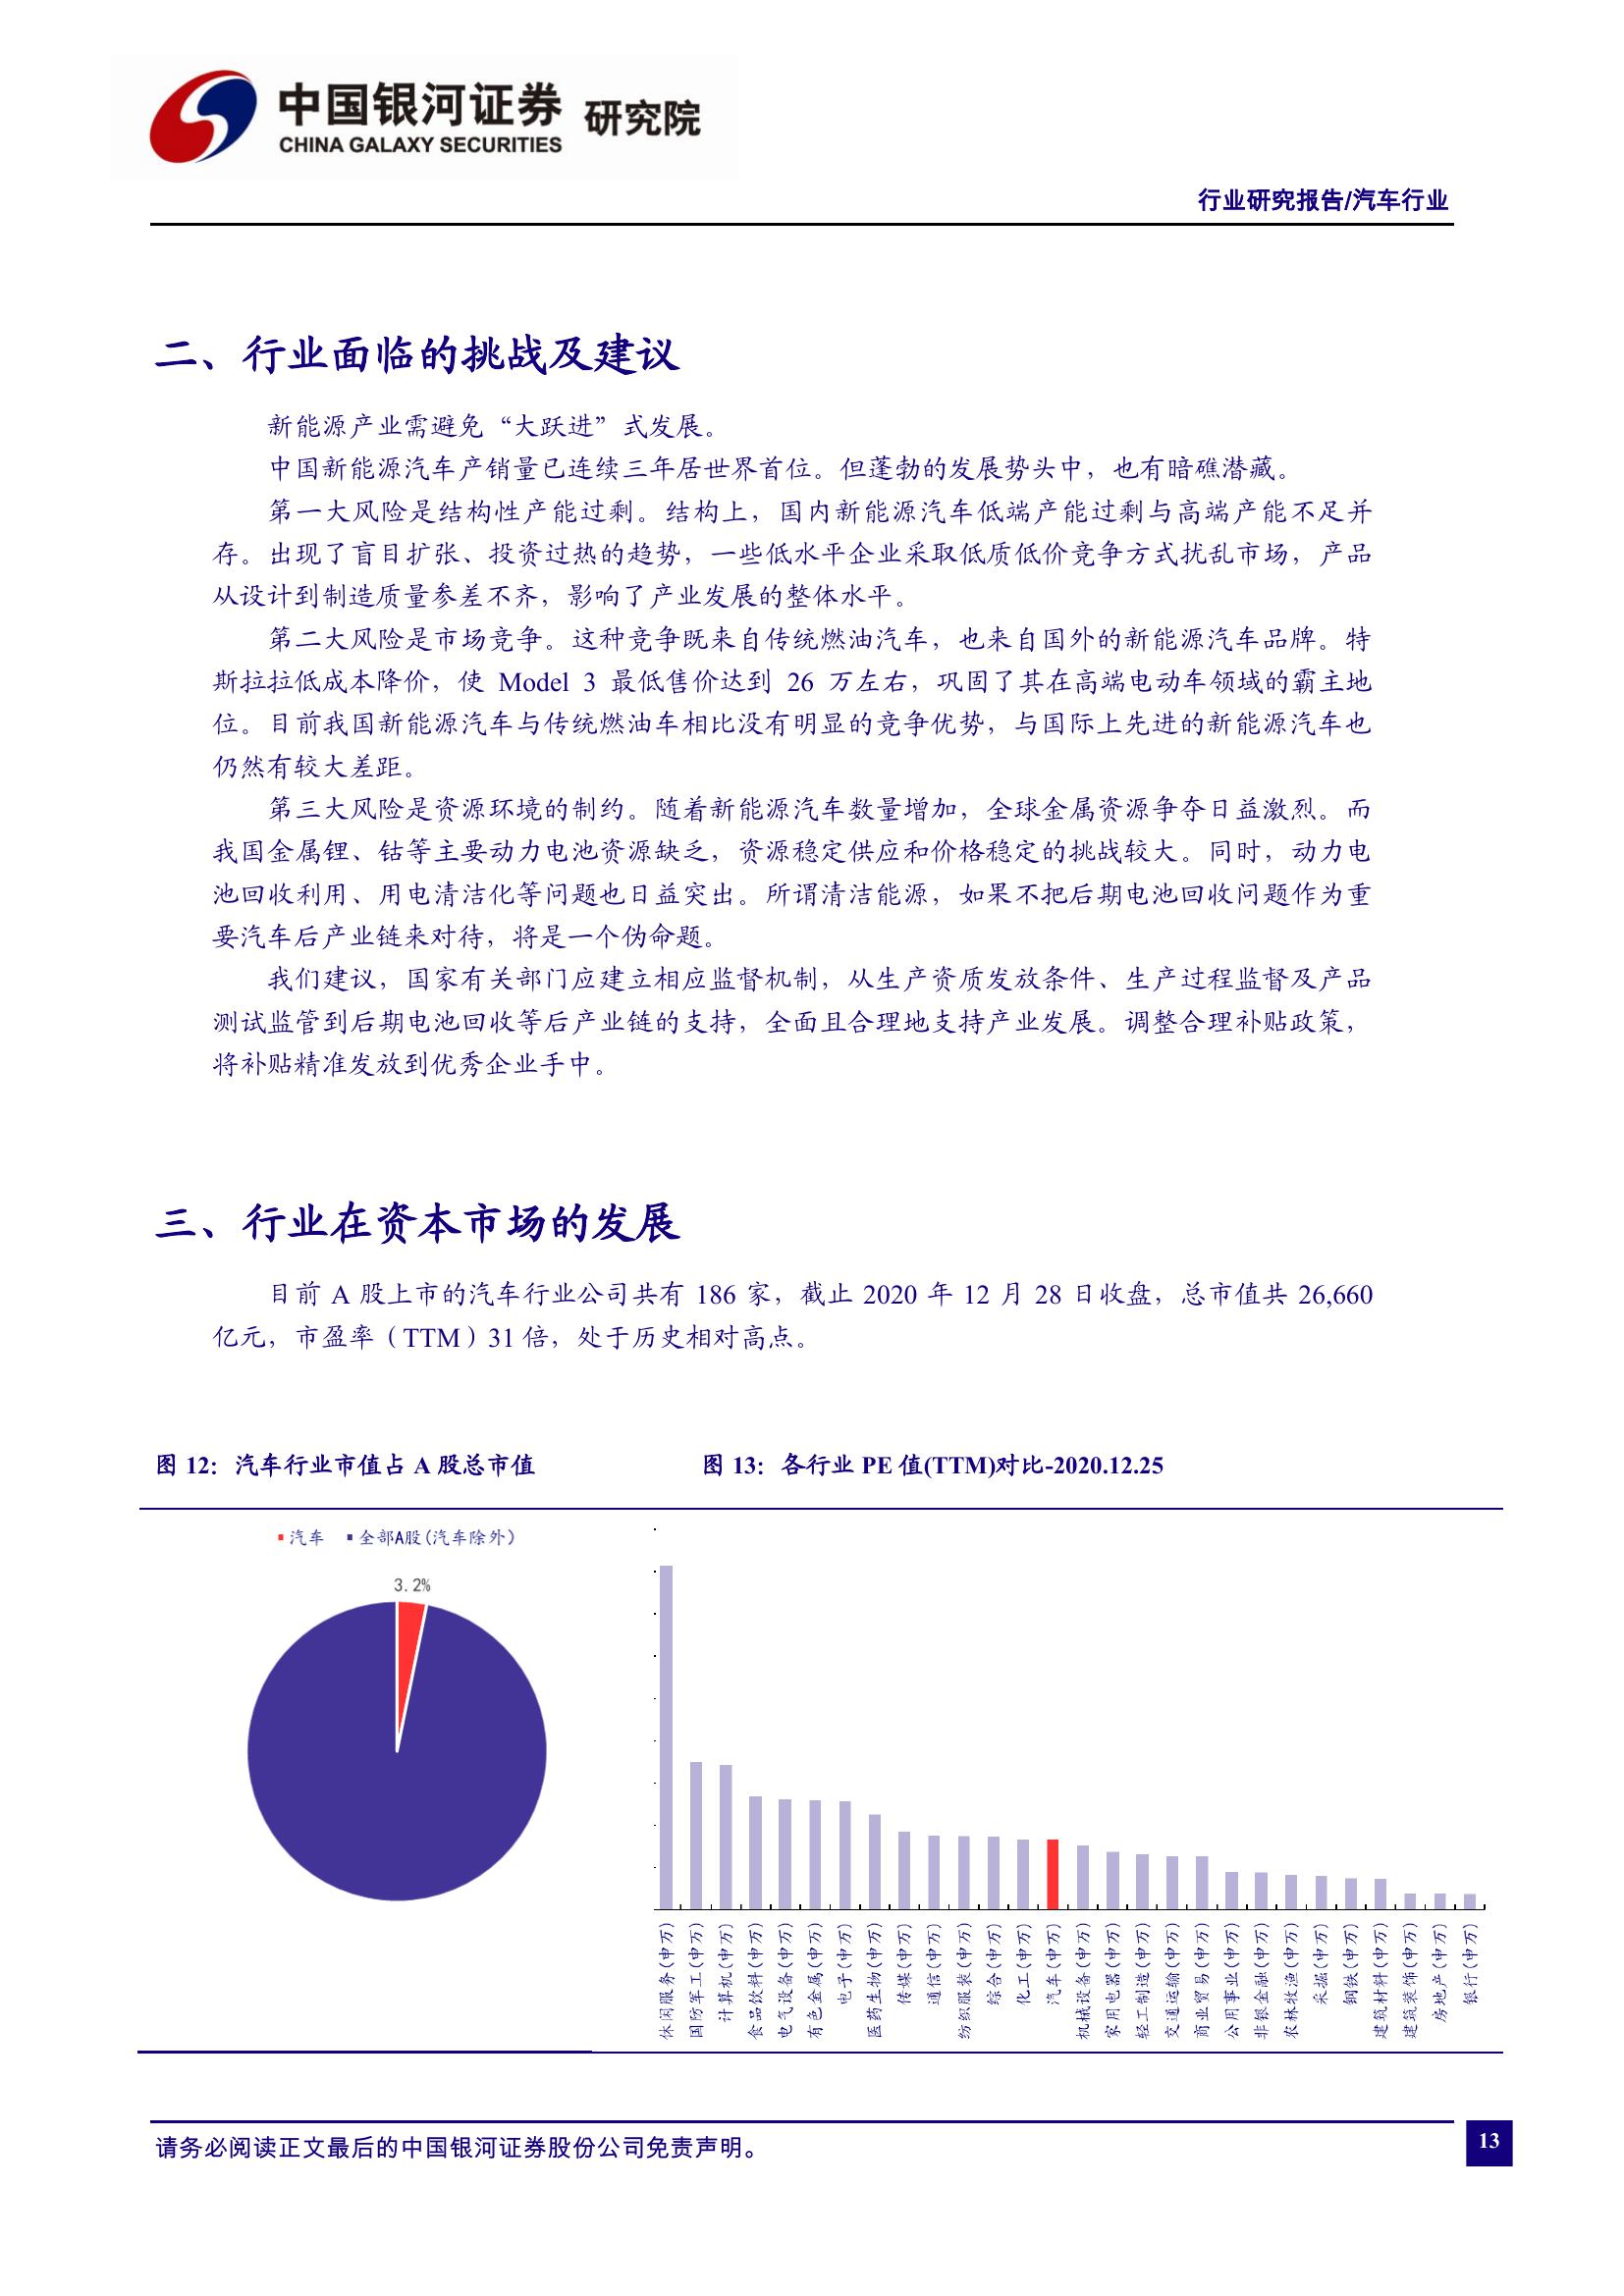 中国银河证券 研究院
CHINA GALAXY SECURITIES
行业研究报告/汽车行业
二、行业面临的挑战及建议
新能源产业需避免“大跃进”式发展。
中国新能源汽车产销量已连续三年居世界首位。但蓬勃的发展势头中，也有暗礁潜藏。
第一大风险是结构性产能过剩。结构上，国内新能源汽车低端产能过剩与高端产能不足并
存。出现了盲目扩张、投资过热的趋势，一些低水平企业采取低质低价竞争方式扰乱市场，产品
从设计到制造质量参差不齐，影响了产业发展的整体水平。
第二大风险是市场竞争。这种竞争既来自传统燃油汽车，也来自国外的新能源汽车品牌。特
斯拉拉低成本降价，使 Model 3 最低售价达到 26 万左右，巩固了其在高端电动车领域的霸主地
位。目前我国新能源汽车与传统燃油车相比没有明显的竞争优势，与国际上先进的新能源汽车也
仍然有较大差距。
第三大风险是资源环境的制约。随着新能源汽车数量增加，全球金属资源争夺日益激烈。而
我国金属锂、钴等主要动力电池资源缺乏，资源稳定供应和价格稳定的挑战较大。同时，动力电
池回收利用、用电清洁化等问题也日益突出。所谓清洁能源，如果不把后期电池回收问题作为重
要汽车后产业链来对待，将是一个伪命题。
我们建议，国家有关部门应建立相应监督机制，从生产资质发放条件、生产过程监督及产品
测试监管到后期电池回收等后产业链的支持，全面且合理地支持产业发展。调整合理补贴政策，
将补贴精准发放到优秀企业手中。
三、行业在资本市场的发展
目前 A 股上市的汽车行业公司共有 186 家，截止 2020 年 12 月 28 日收盘，总市值共 26,660
亿元，市盈率（TTM）31 倍，处于历史相对高点。
图 12：汽车行业市值占 A 股总市值
图 13：各行业 PE 值(TTM)对比-2020.12.25
汽车 全部A股(汽车除外)
3.2%
休闲服务(申万)
国防军工(申万)
计算机(申万)
食品饮料(申万)
电气设备(申万)
有色金属(申万)
电子(申万)
医药生物(申万)
传媒(申万)
通信(申万)
纺织服装(申万)
综合(申万)
化工(申万)
汽车(申万)
机械设备(申万)
家用电器(申万)
轻工制造(申万)
交通运输(申万)
商业贸易(申万)
公用事业(申万)
非银金融(申万)
农林牧渔(申万)
采掘(申万)
钢铁(申万)
建筑材料(申万)
建筑装饰(申万)
房地产(申万)
银行(申万)
请务必阅读正文最后的中国银河证券股份公司免责声明。
13